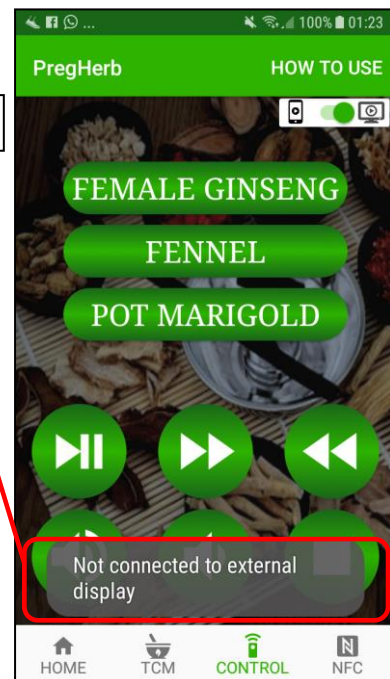 ... 100% 01:23
PregHerb HOW TO USE
FEMALE GINSENG
FENNEL
POT MARIGOLD
Not connected to external
display
HOME TCM CONTROL NFC